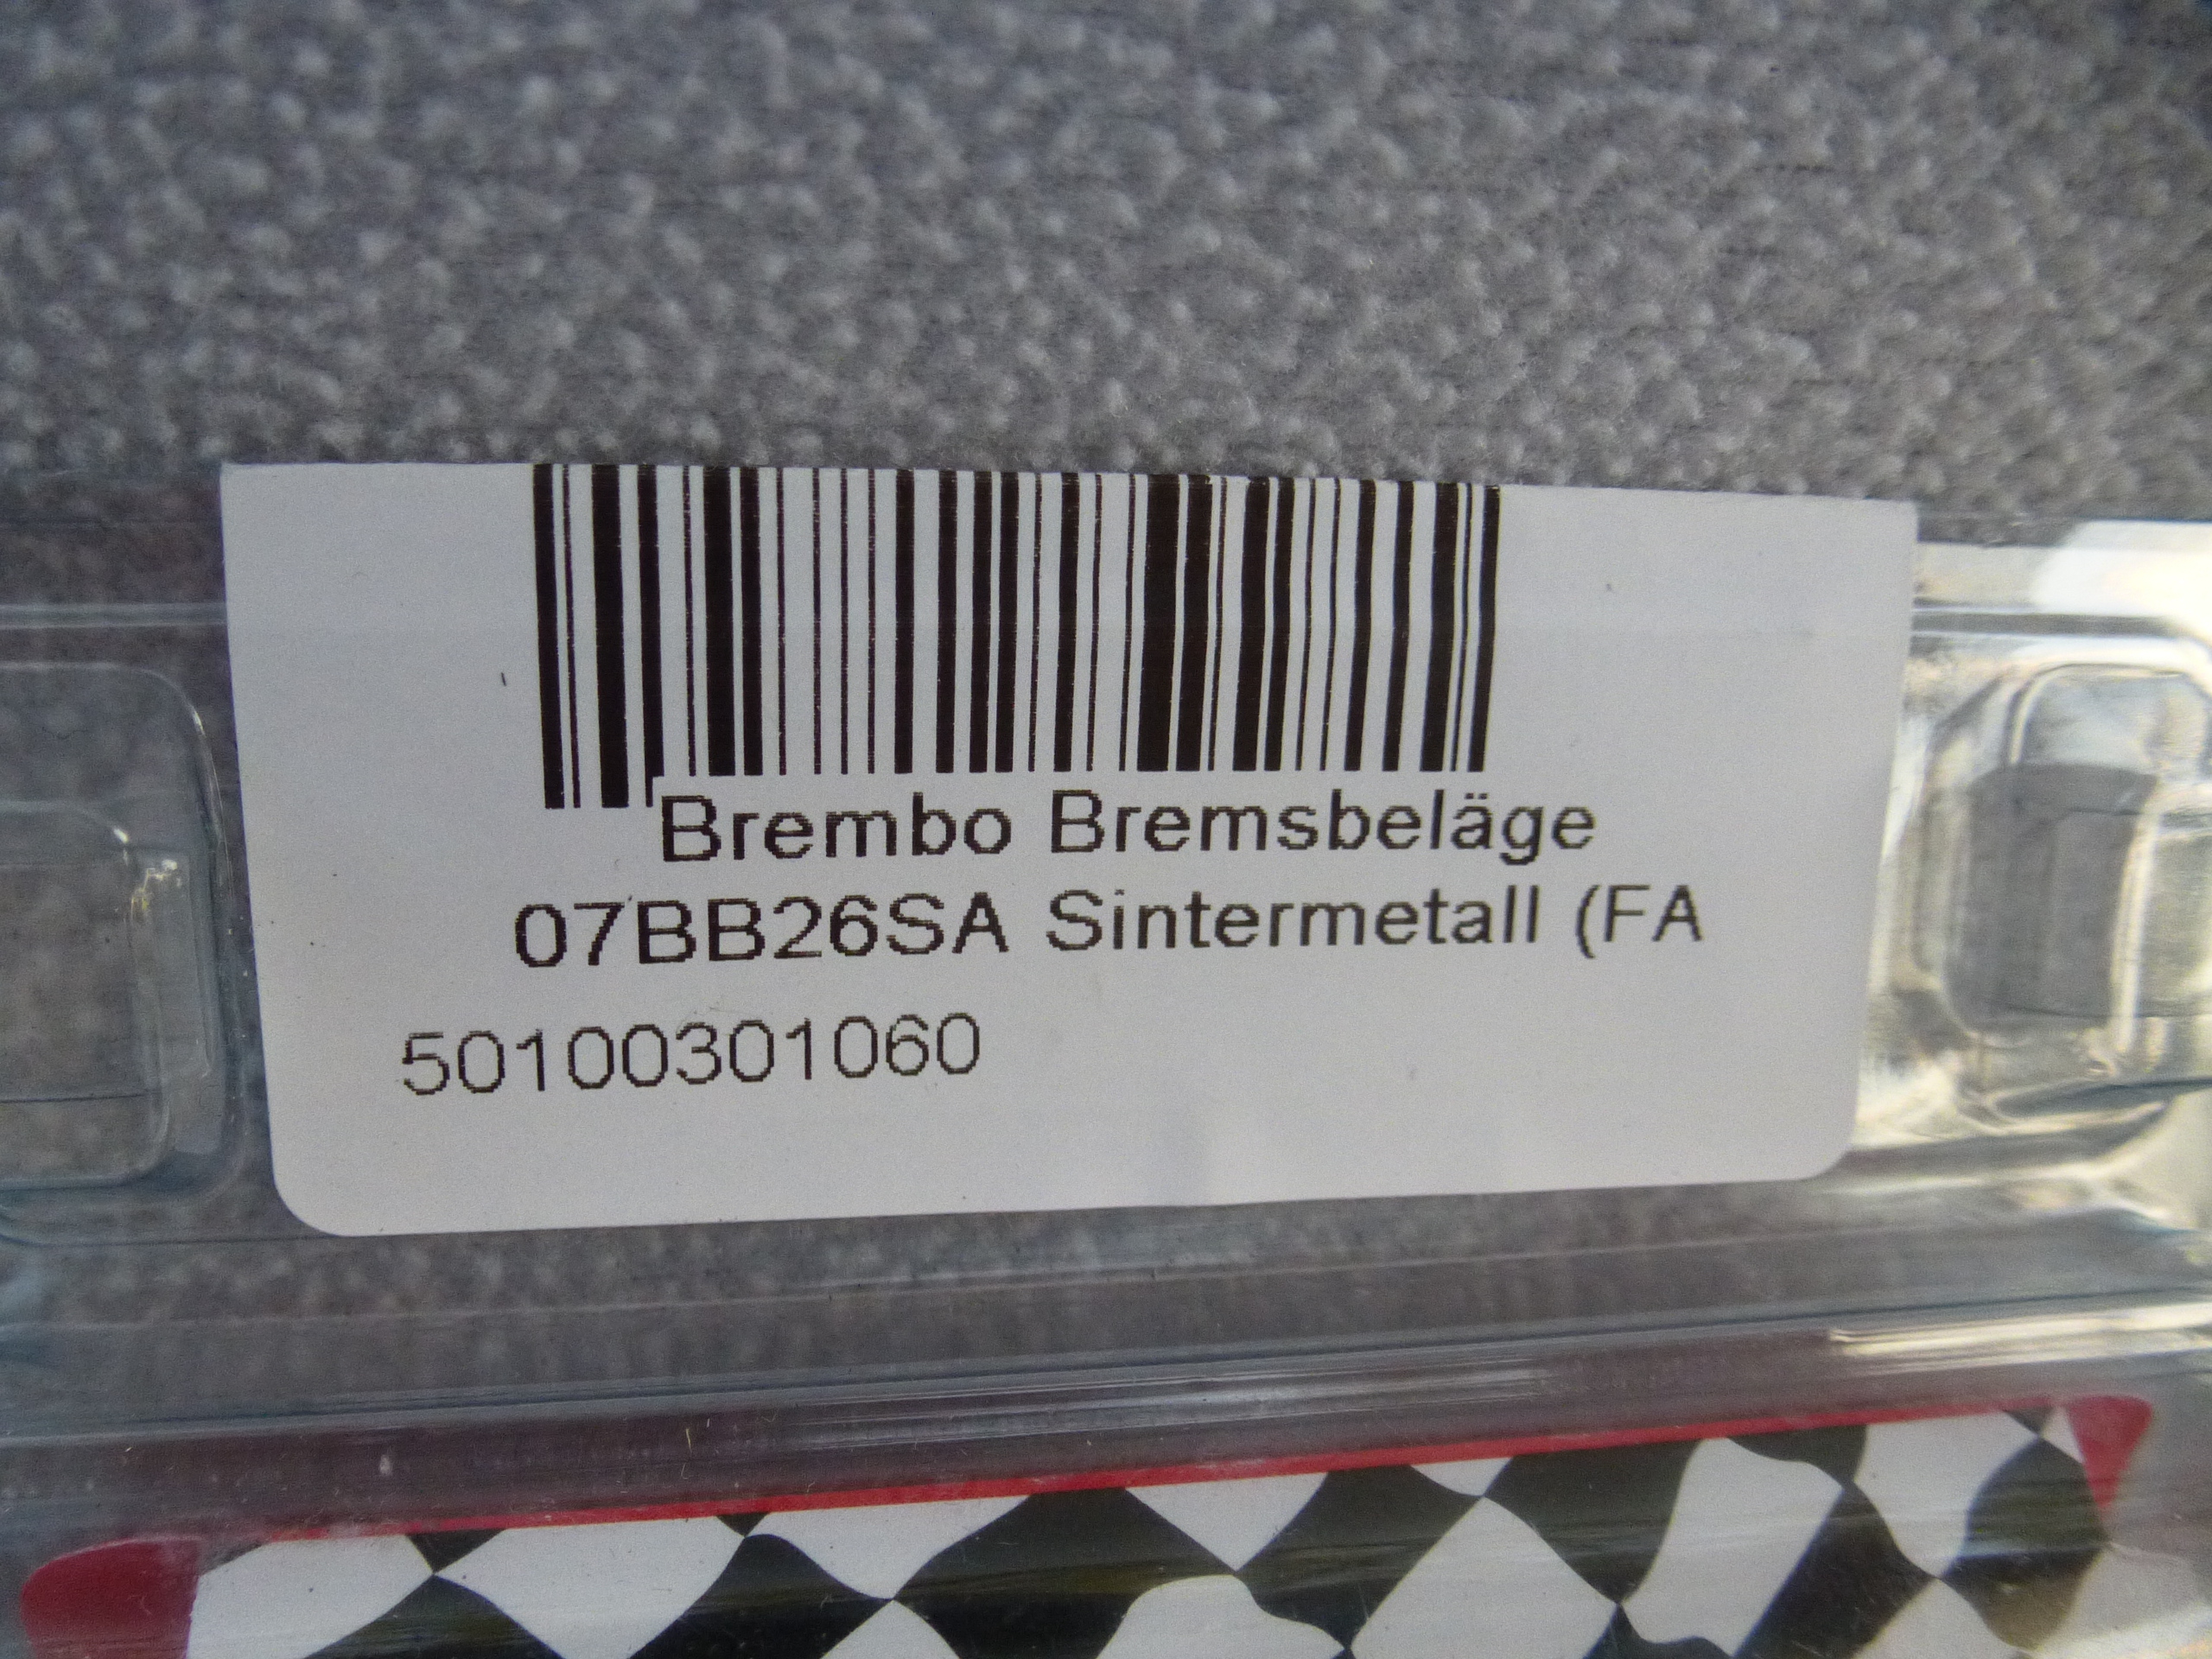 Brembo Bremsbeläge
07BB26SA Sintermetall (FA
50100301060